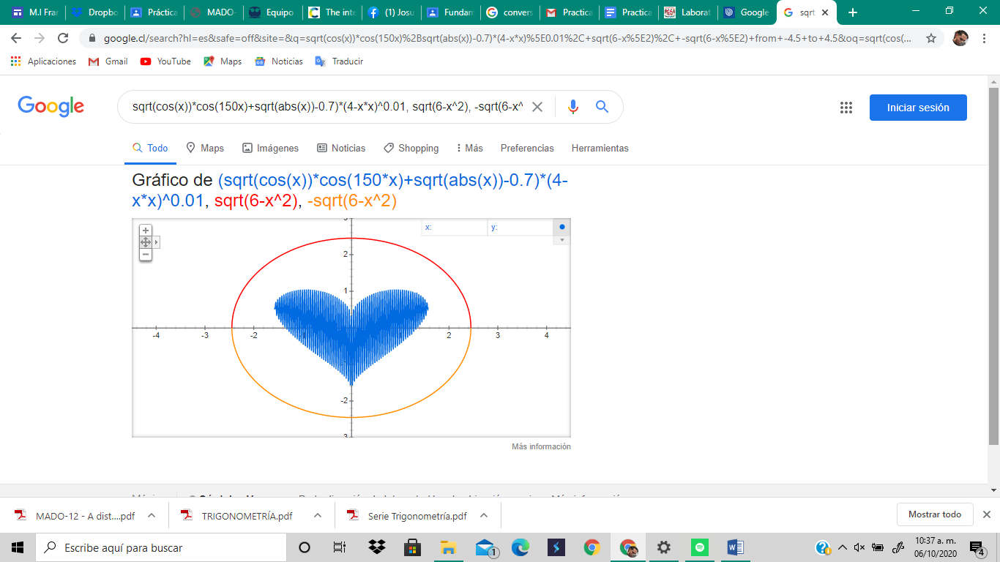 M.I Fran
Dropbo
Práctica
MADO-
Equipo
The inte
(1) Josu
Fundam
convers
Practica
Practica
Laborat
Google
sqrt
google.cl/search?hl=es&safe=off&site=&q=sqrt(cos(x))*cos(150x)%2Bsqrt(abs(x))-0.7)*(4-x*x)%5E0.01%2C+sqrt(6-x%5E2)%2C+-sqrt(6-x%5E2)+from+-4.5+to+4.5&oq=sqrt(cos(...
Aplicaciones Gmail YouTube Maps Noticias Traducir
Google
sqrt(cos(x))*cos(150x)+sqrt(abs(x))-0.7)*(4-x*x)^0.01, sqrt(6-x^2), -sqrt(6-x^
Iniciar sesión
Todo Maps Imágenes Noticias Shopping Más Preferencias Herramientas
Gráfico de (sqrt(cos(x))*cos(150*x)+sqrt(abs(x))-0.7)*(4-
x*x)^0.01, sqrt(6-x^2), -sqrt(6-x^2)
x: y:
2
1
-4 -3 -2 2 3 4
-2
3
Más información
MADO-12 - A dist....pdf
TRIGONOMETRÍA.pdf
Serie Trigonometría.pdf
Mostrar todo
Escribe aquí para buscar
1
10:37 a. m.
06/10/2020
4